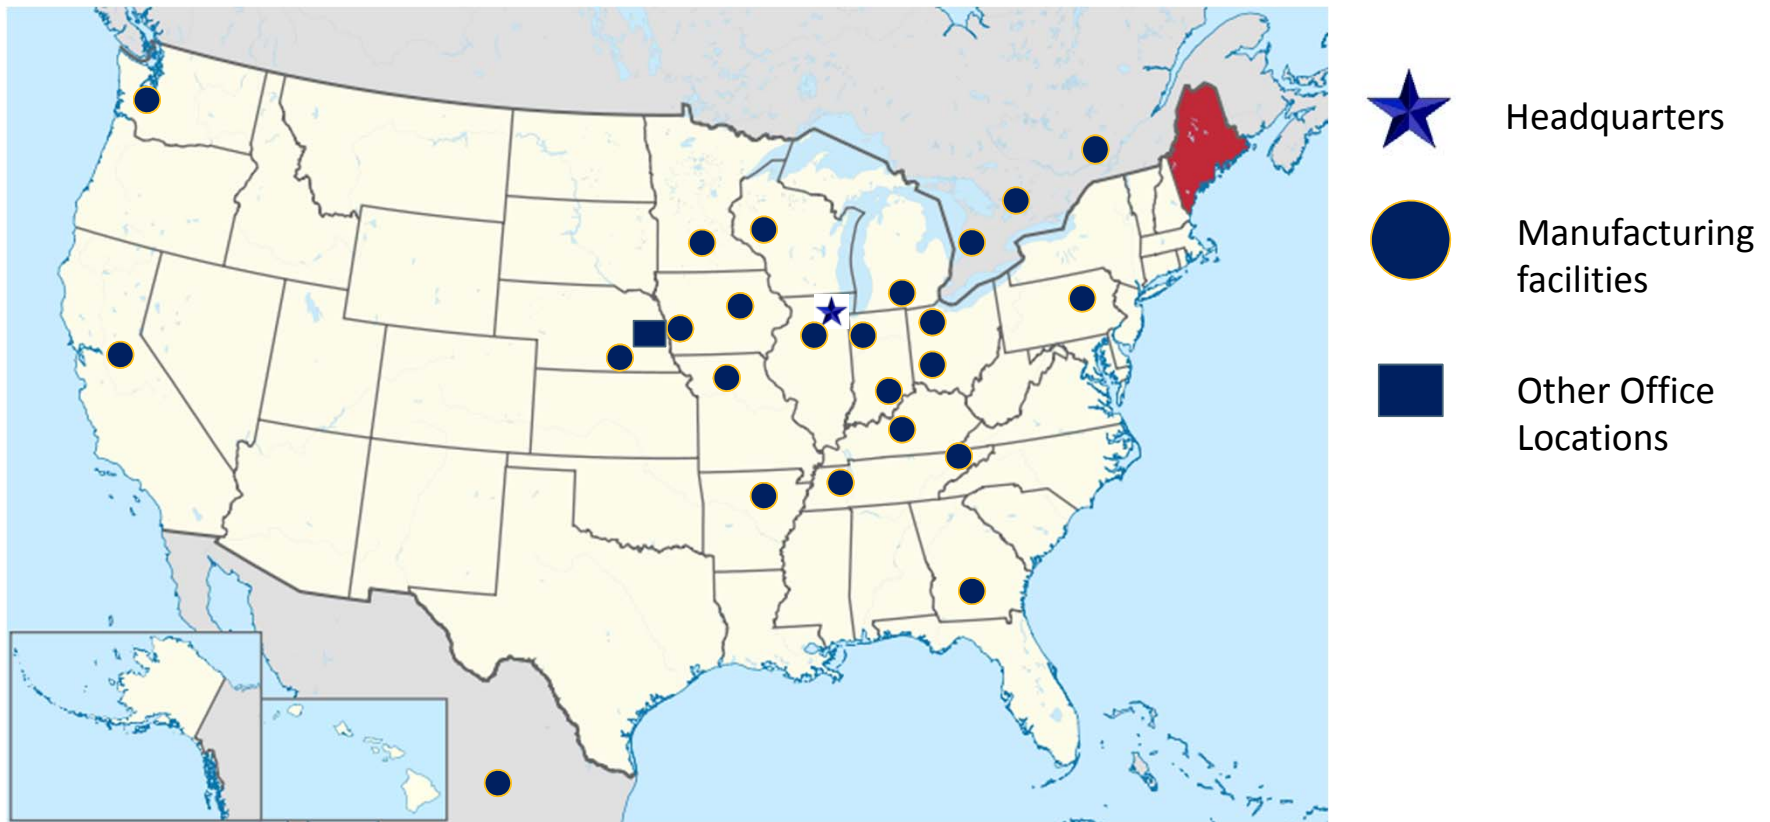 Headquarters
Manufacturing
facilities
Other Office
Locations